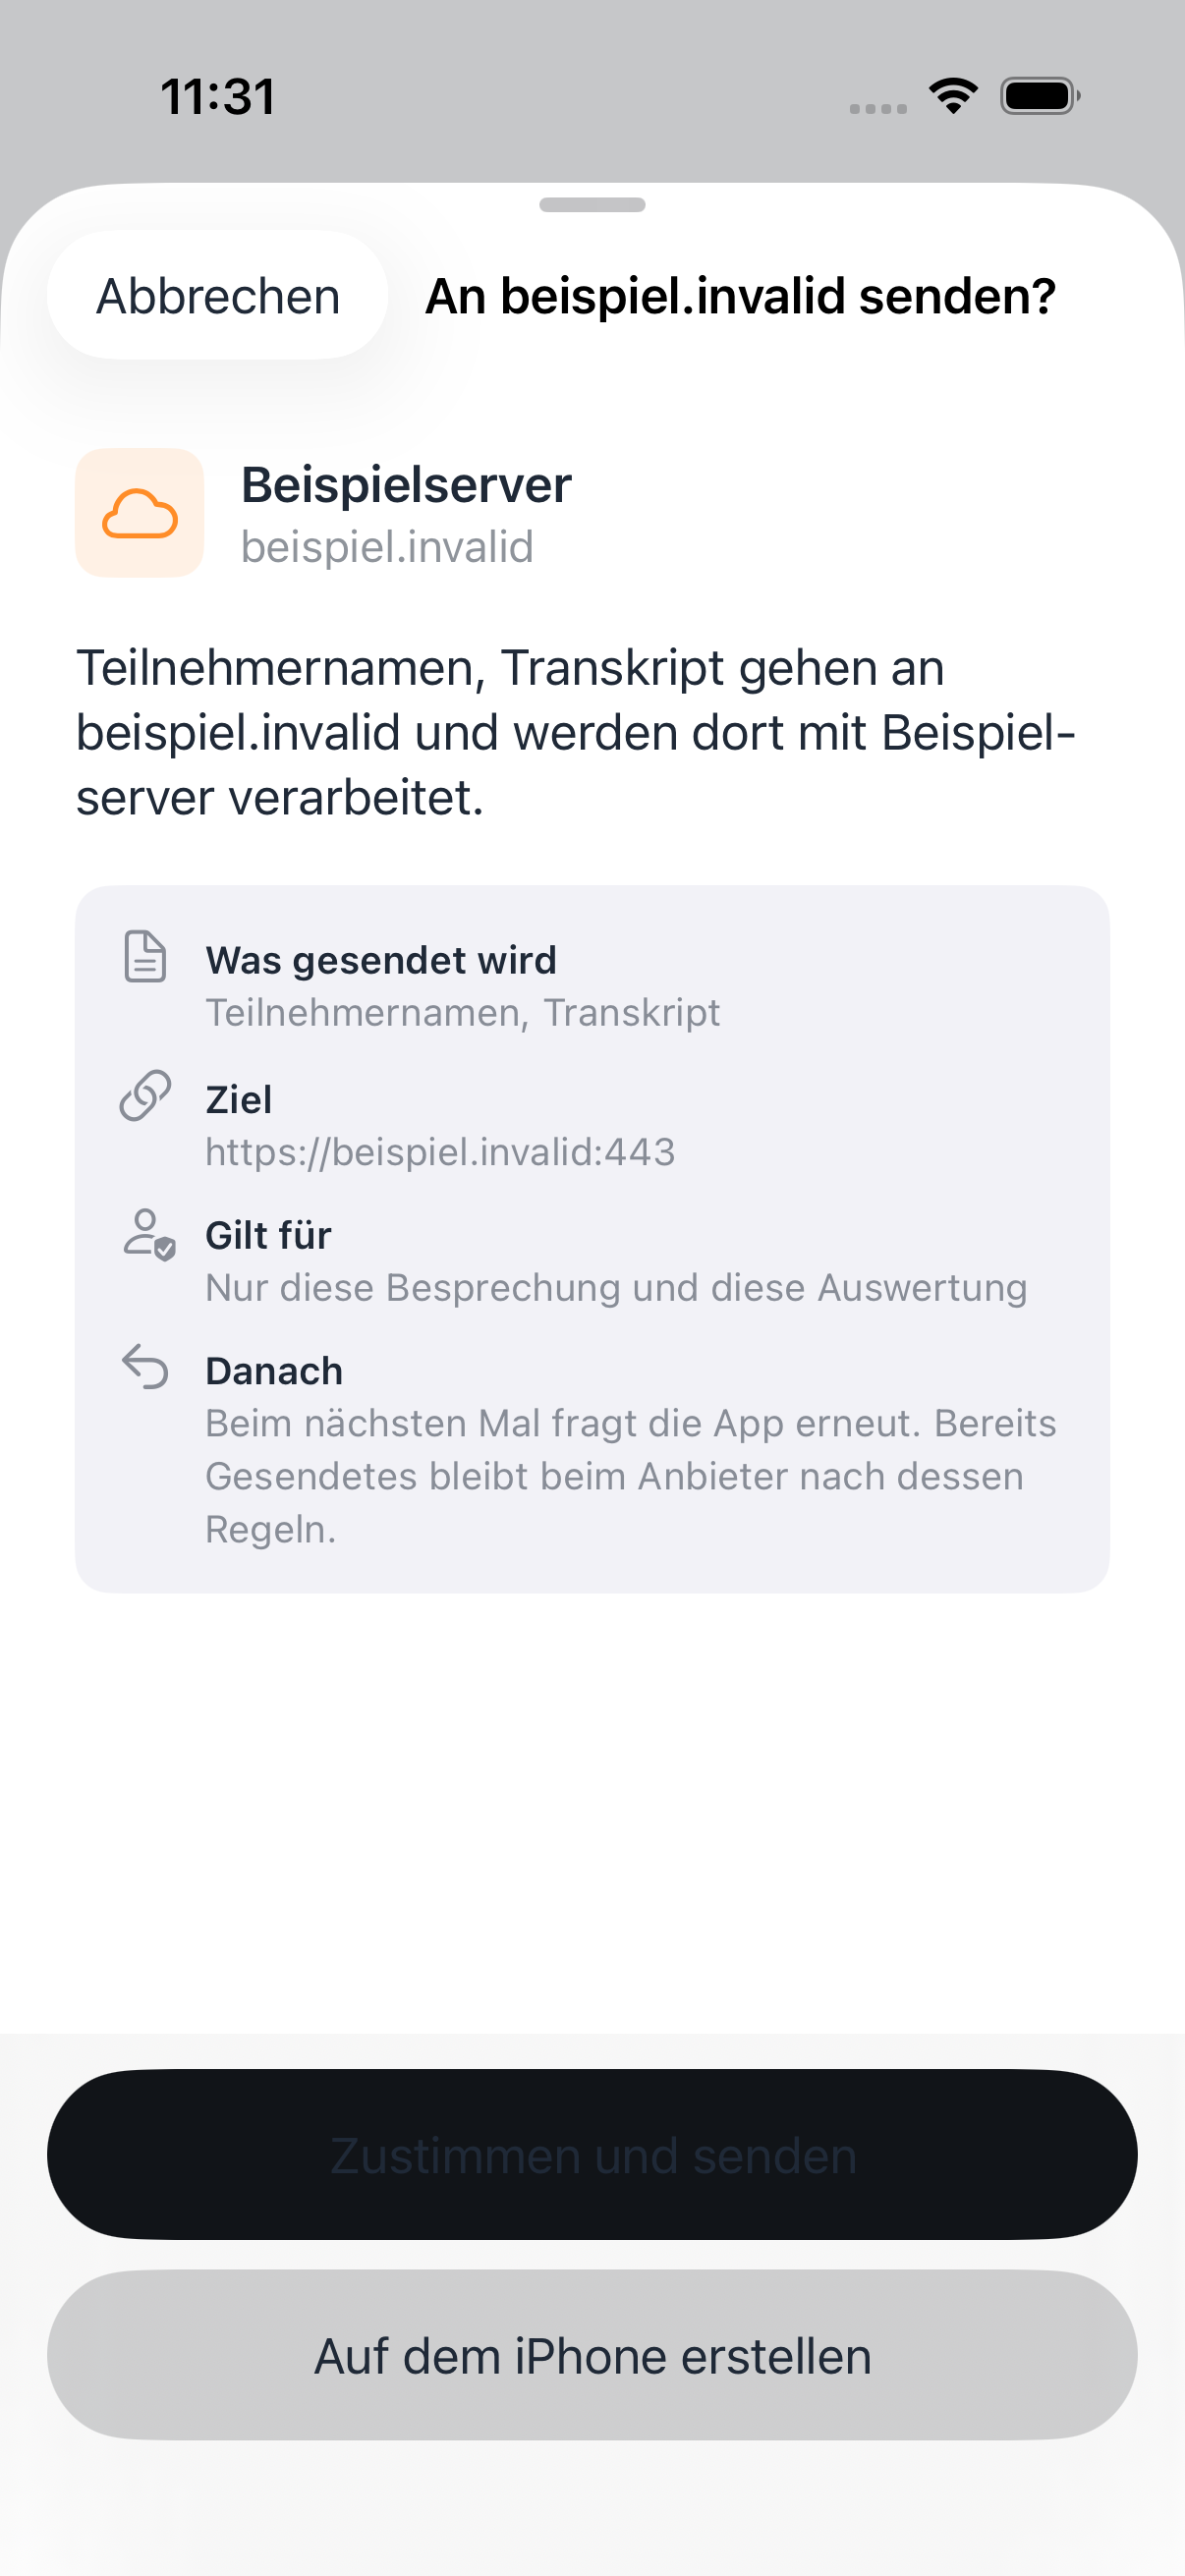 11:31
Abbrechen
An beispiel.invalid senden?
Beispielserver
beispiel.invalid
Teilnehmernamen, Transkript gehen an
beispiel.invalid und werden dort mit Beispiel-
server verarbeitet.
Was gesendet wird
Teilnehmernamen, Transkript
Ziel
https://beispiel.invalid:443
Gilt für
Nur diese Besprechung und diese Auswertung
Danach
Beim nächsten Mal fragt die App erneut. Bereits
Gesendetes bleibt beim Anbieter nach dessen
Regeln.
Zustimmen und senden
Auf dem iPhone erstellen